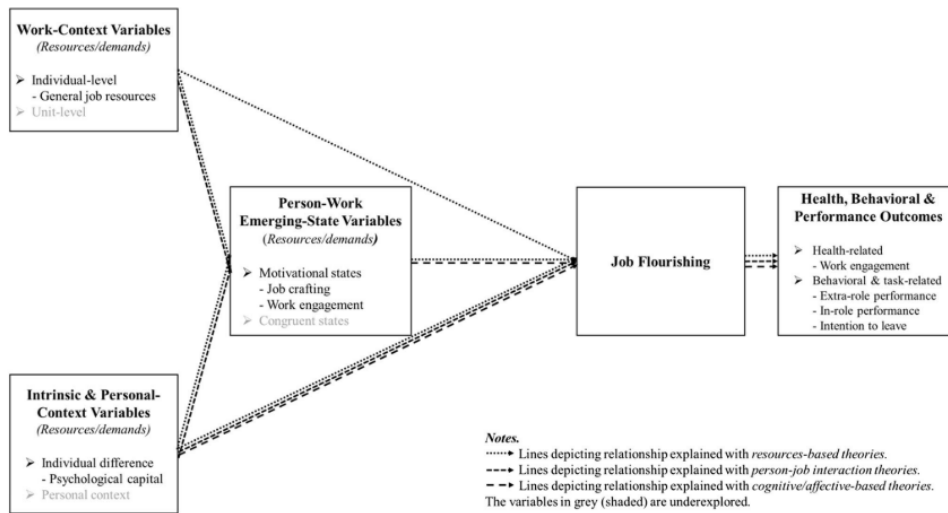 Work-Context Variables
(Resources/demands)
➢ Individual-level
- General job resources
➢ Unit-level
Person-Work
Emerging-State Variables
(Resources/demands)
➢ Motivational states
- Job crafting
- Work engagement
➢ Congruent states
Intrinsic & Personal-
Context Variables
(Resources/demands)
➢ Individual difference
- Psychological capital
➢ Personal context
Job Flourishing
Health, Behavioral &
Performance Outcomes
➢ Health-related
- Work engagement
➢ Behavioral & task-related
- Extra-role performance
- In-role performance
- Intention to leave
Notes.
Lines depicting relationship explained with resources-based theories.
Lines depicting relationship explained with person-job interaction theories.
Lines depicting relationship explained with cognitive/affective-based theories.
The variables in grey (shaded) are underexplored.